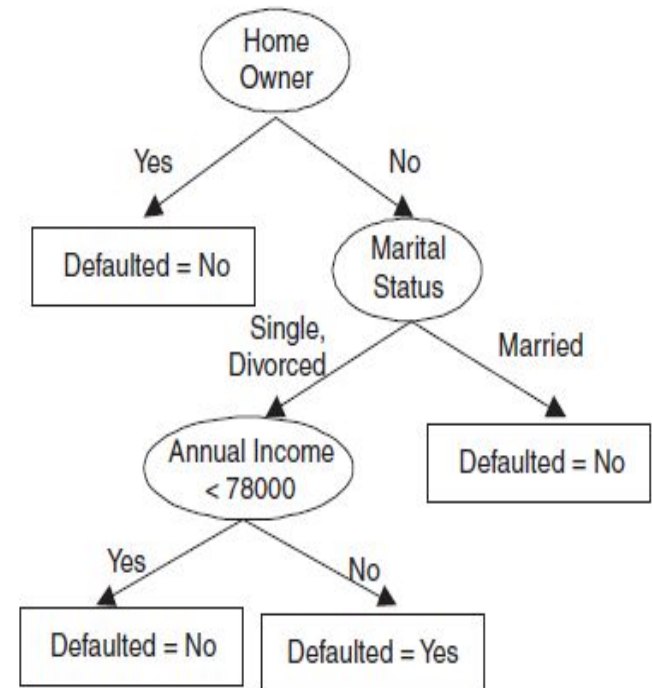 Home
Owner
Yes
No
Defaulted = No
Marital
Status
Single,
Divorced
Married
Annual Income
< 78000
Defaulted = No
Yes
No
Defaulted = No
Defaulted = Yes